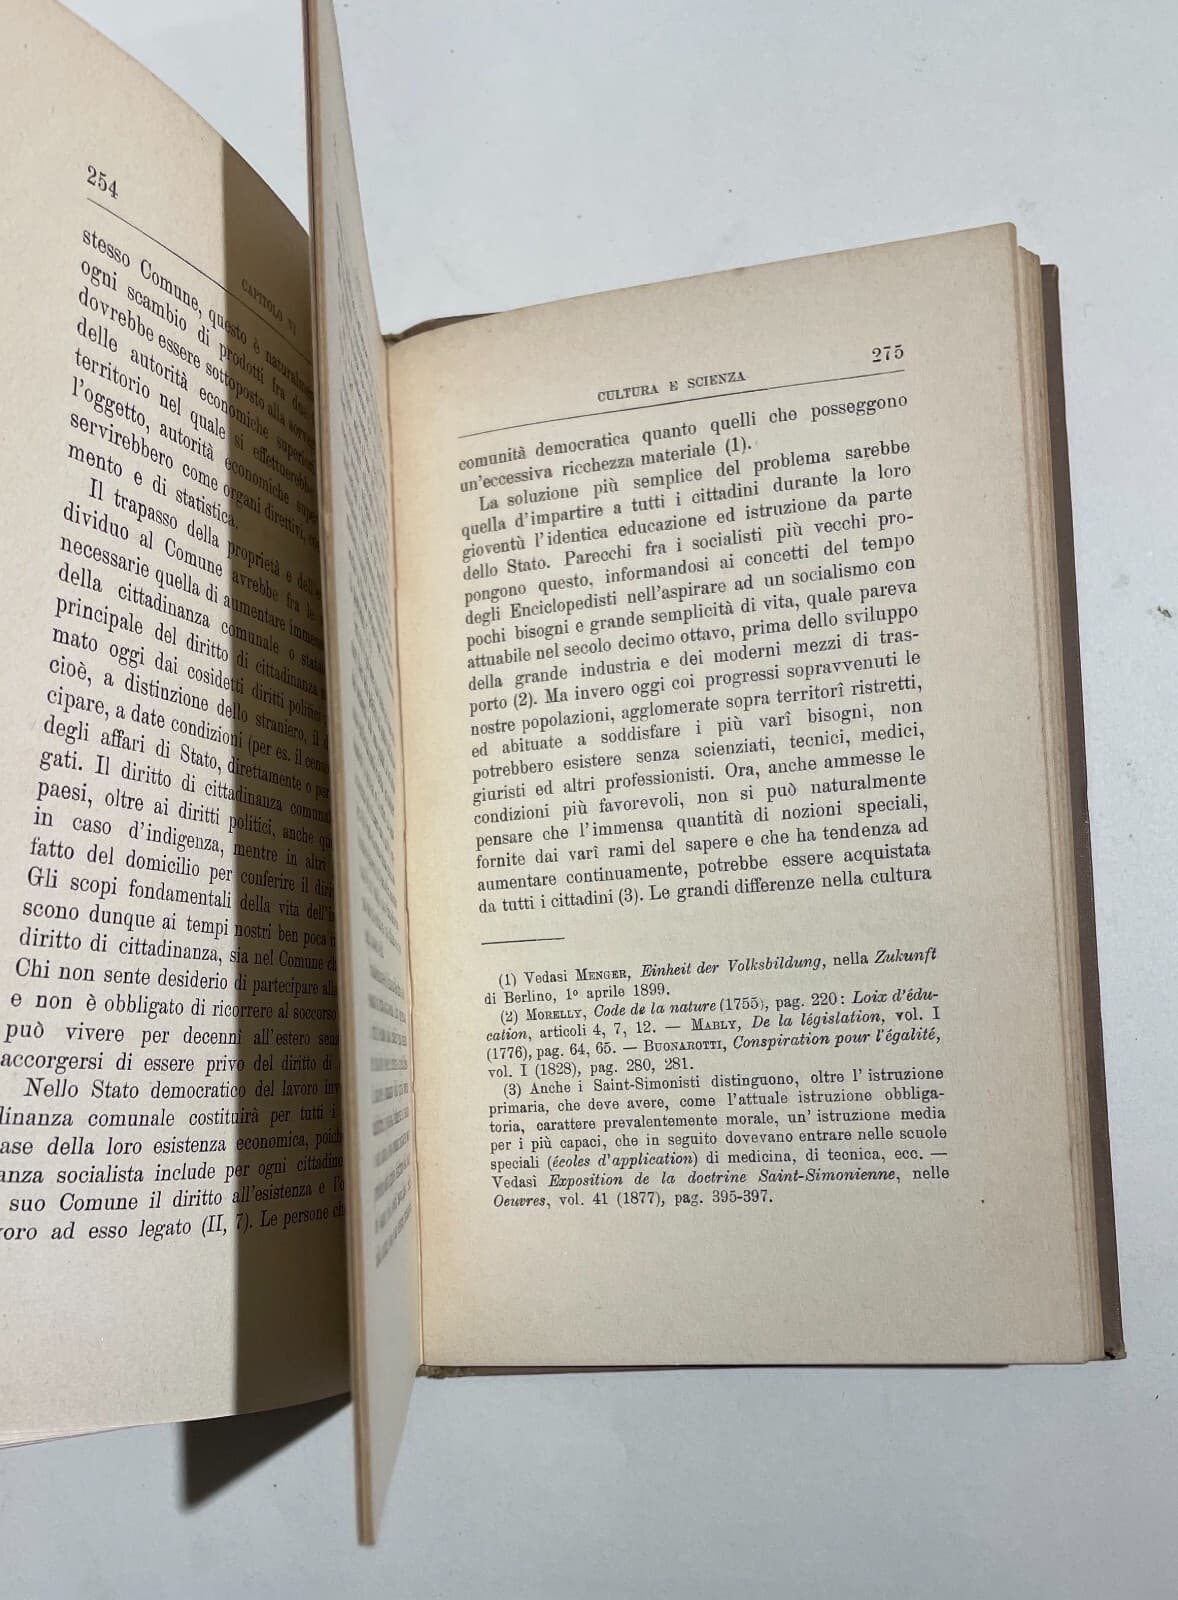 254
CAPITOLO VI
stesso Comune, questo è
ogni scambio di prodotti fra
dovrebbe essere sottoposto alla
delle autorità economiche superiori
territorio nel quale si effettuerebbe
l'oggetto, autorità economiche
servirebbero come organi direttivi,
mento e di statistica.
Il trapasso della proprietà e
dividuo al Comune avrebbe fra le
necessarie quella di aumentare
della cittadinanza comunale o
principale del diritto di cittadinanza
mato oggi dai cosidetti diritti politici
cioè, a distinzione dello straniero, il
cipare, a date condizioni (per es. il
degli affari di Stato, direttamente o per
gati. Il diritto di cittadinanza
paesi, oltre ai diritti politici, anche
in caso d'indigenza, mentre in altri
fatto del domicilio per conferire il
Gli scopi fondamentali della vita
scono dunque ai tempi nostri ben poca
diritto di cittadinanza, sia nel Comune
Chi non sente desiderio di partecipare
e non è obbligato di ricorrere al soccorso
può vivere per decennî all'estero
accorgersi di essere privo del diritto di
Nello Stato democratico del lavoro
dinanza comunale costituirà per tutti i
ase della loro esistenza economica,
anza socialista include per ogni
suo Comune il diritto all'esistenza e
oro ad esso legato (II, 7). Le persone
CULTURA E SCIENZA
275
comunità democratica quanto quelli che posseggono
un'eccessiva ricchezza materiale (1).
La soluzione più semplice del problema sarebbe
quella d'impartire a tutti i cittadini durante la loro
gioventù l'identica educazione ed istruzione da parte
dello Stato. Parecchi fra i socialisti più vecchi pro-
pongono questo, informandosi ai concetti del tempo
degli Enciclopedisti nell'aspirare ad un socialismo con
pochi bisogni e grande semplicità di vita, quale pareva
attuabile nel secolo decimo ottavo, prima dello sviluppo
della grande industria e dei moderni mezzi di tras-
porto (2). Ma invero oggi coi progressi sopravvenuti le
nostre popolazioni, agglomerate sopra territorî ristretti,
ed abituate a soddisfare i più varî bisogni, non
potrebbero esistere senza scienziati, tecnici, medici,
giuristi ed altri professionisti. Ora, anche ammesse le
condizioni più favorevoli, non si può naturalmente
pensare che l'immensa quantità di nozioni speciali,
fornite dai varî rami del sapere e che ha tendenza ad
aumentare continuamente, potrebbe essere acquistata
da tutti i cittadini (3). Le grandi differenze nella cultura
(1) Vedasi MENGER, Einheit der Volksbildung, nella Zukunft
di Berlino, 1º aprile 1899.
(2) MORELLY, Code de la nature (1755), pag. 220: Loix d'édu-
cation, articoli 4, 7, 12. — MABLY, De la législation, vol. I
(1776), pag. 64, 65. — BUONAROTTI, Conspiration pour l'égalité,
vol. I (1828), pag. 280, 281.
(3) Anche i Saint-Simonisti distinguono, oltre l'istruzione
primaria, che deve avere, come l'attuale istruzione obbliga-
toria, carattere prevalentemente morale, un'istruzione media
per i più capaci, che in seguito dovevano entrare nelle scuole
speciali (écoles d'application) di medicina, di tecnica, ecc. —
Vedasi Exposition de la doctrine Saint-Simonienne, nelle
Oeuvres, vol. 41 (1877), pag. 395-397.